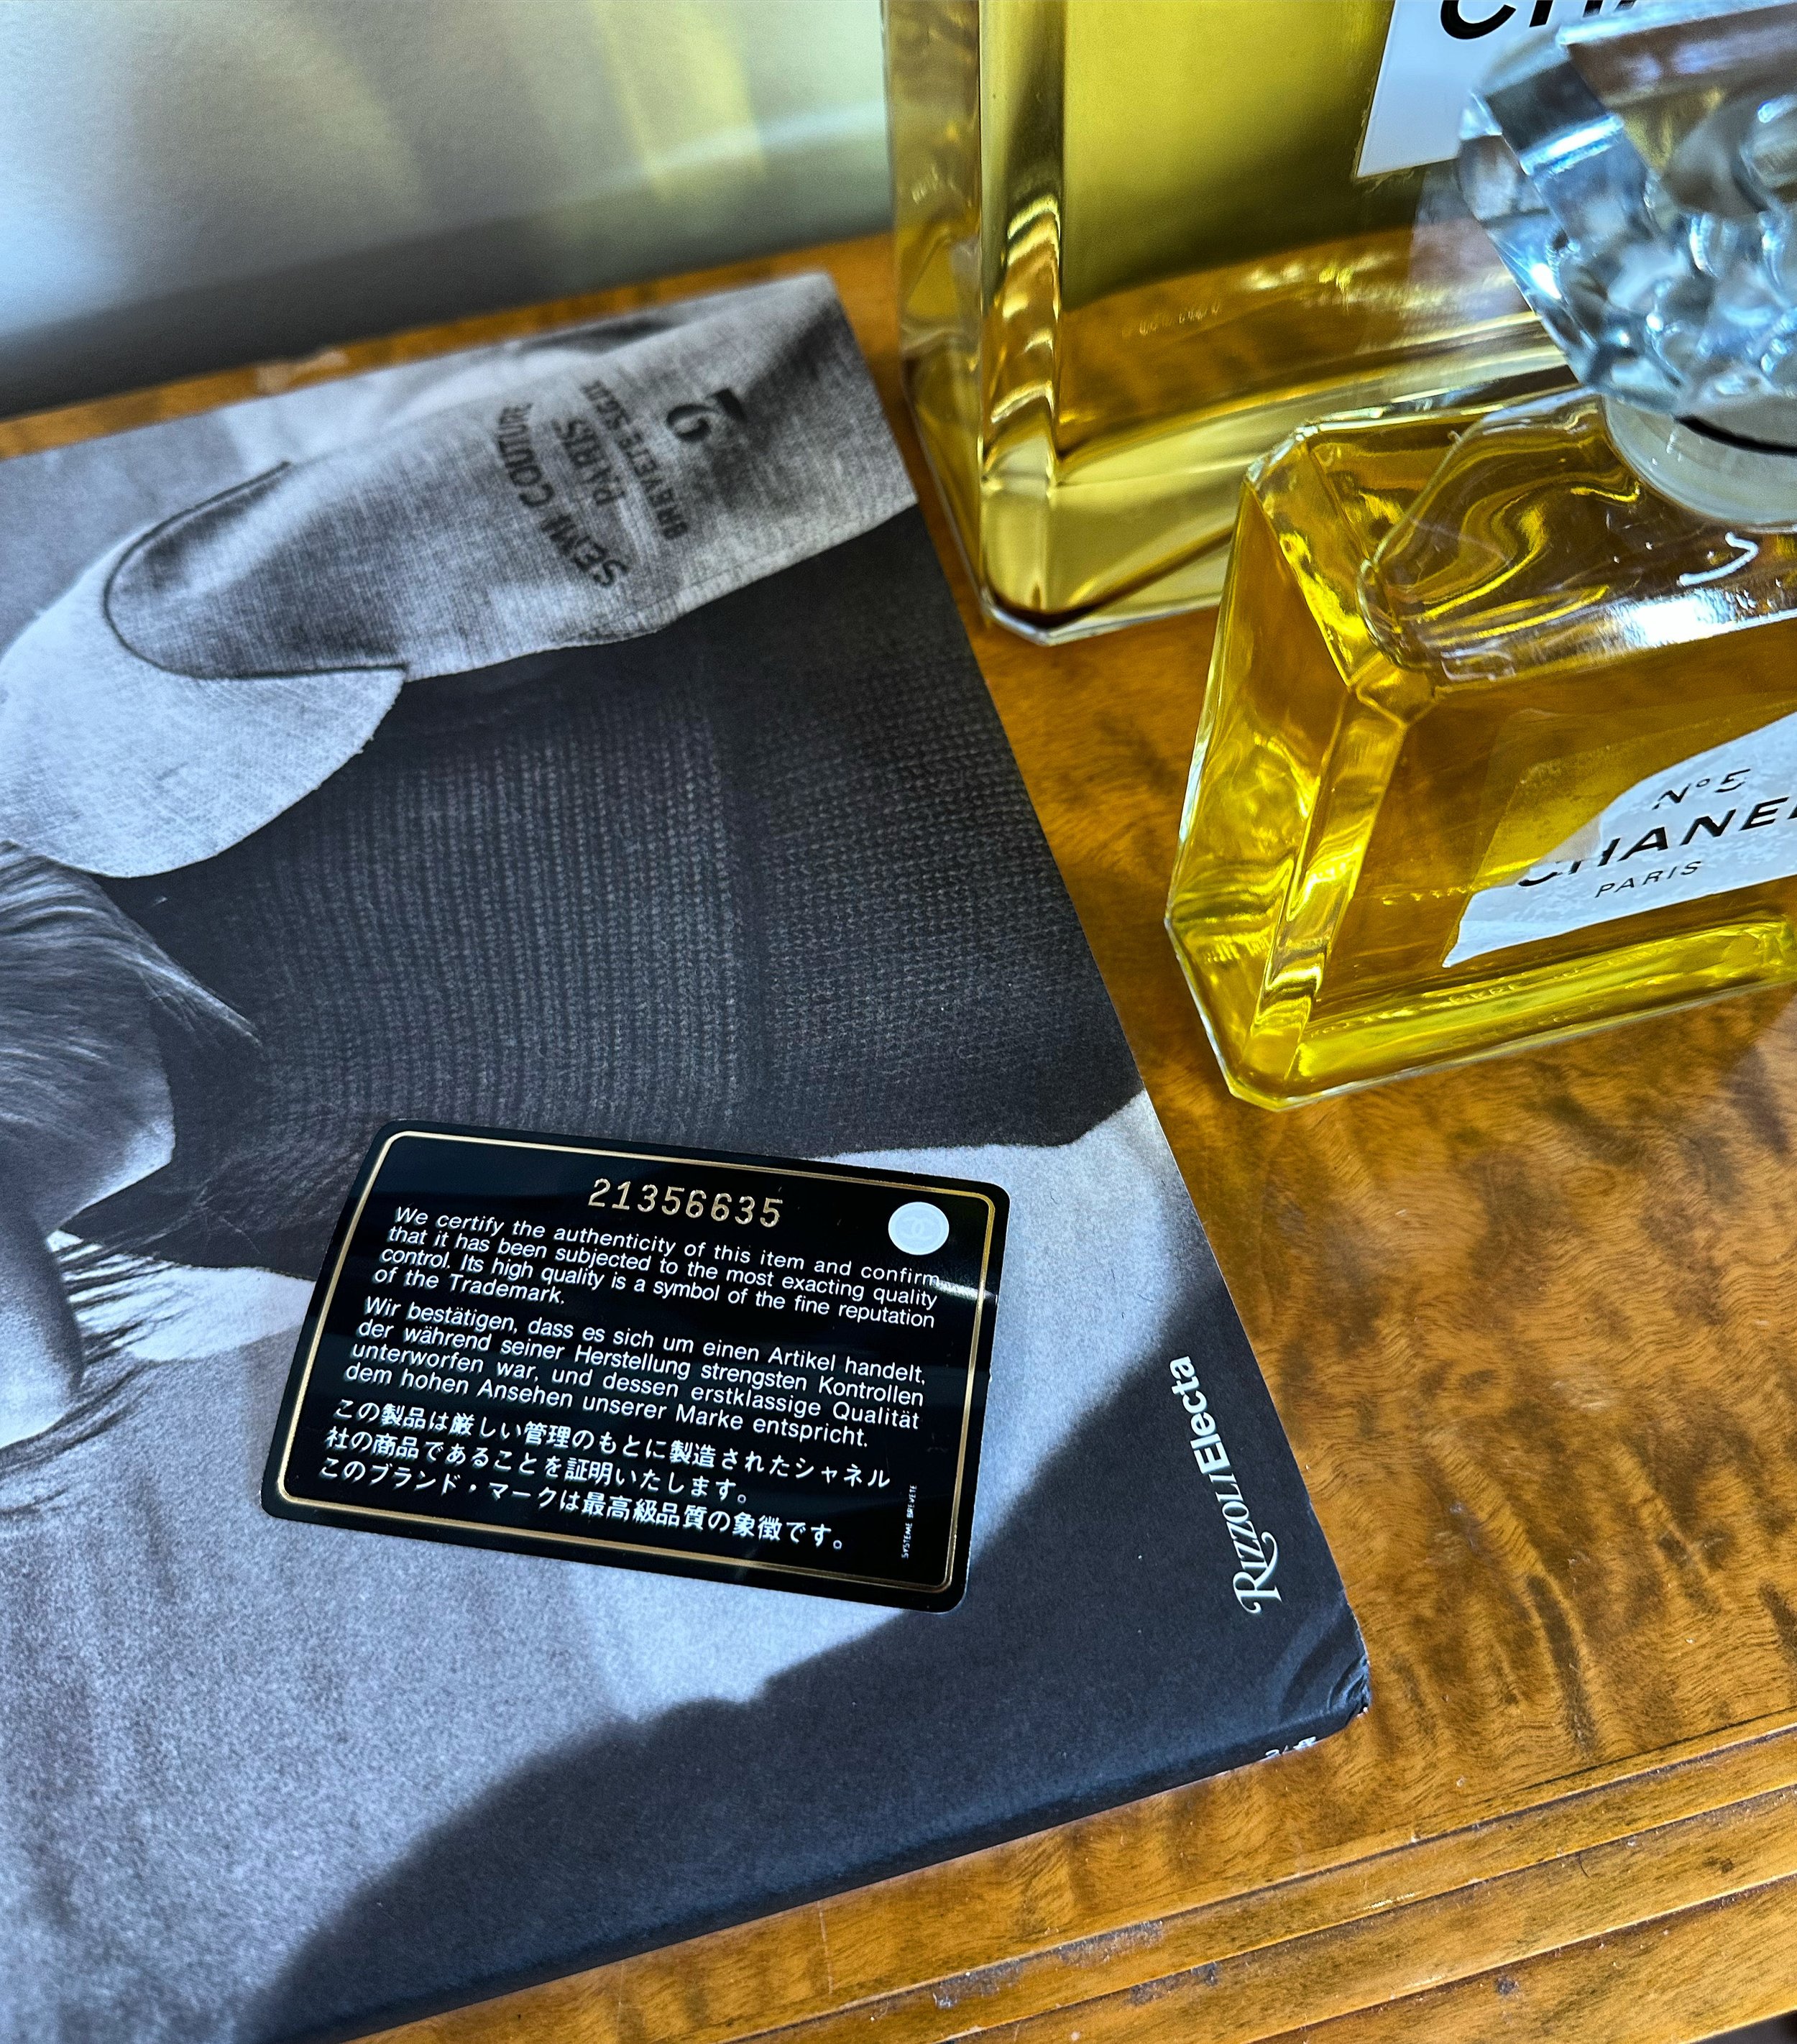 SEMI COUTURE
PARIS
BREVETE S.G.D.G
N°5
CHANEL
PARIS
21356635
We certify the authenticity of this item and confirm
that it has been subjected to the most exacting quality
control. Its high quality is a symbol of the fine reputation
of the Trademark.
Wir bestätigen, dass es sich um einen Artikel handelt,
der während seiner Herstellung strengsten Kontrollen
unterworfen war, und dessen erstklassige Qualität
dem hohen Ansehen unserer Marke entspricht.
この製品は厳しい管理のもとに製造されたシャネル
社の商品であることを証明いたします。
このブランド・マークは最高級品質の象徴です。
SYSTEME BREVETE
RIZZOLI Electa